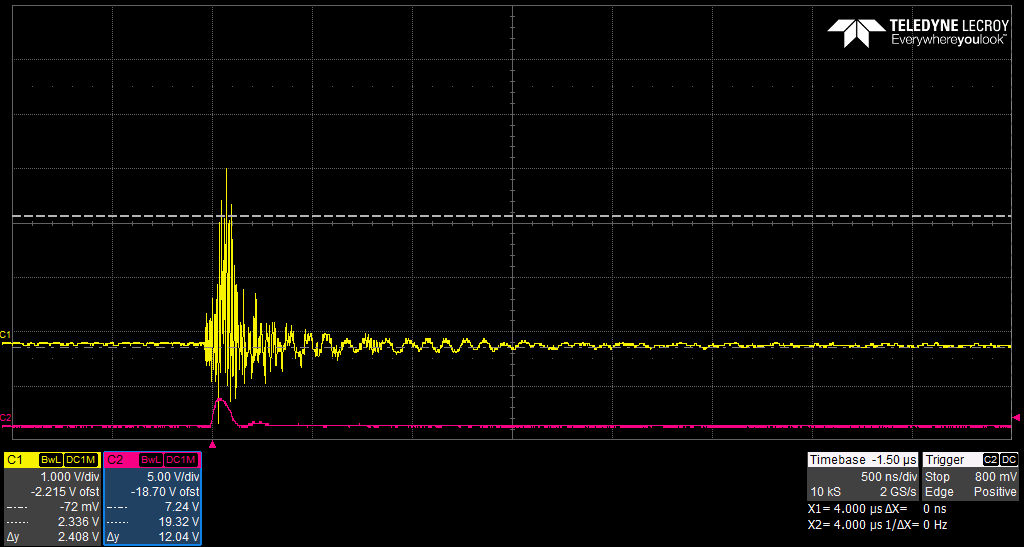 TELEDYNE LECROY
Everywhereyoulook™
C1
C2
C1 BwL DC1M
1.000 V/div
-2.215 V ofst
-72 mV
2.336 V
Δy 2.408 V
C2 BwL DC1M
5.00 V/div
-18.70 V ofst
7.24 V
19.32 V
Δy 12.04 V
Timebase -1.50 µs
500 ns/div
10 kS 2 GS/s
Trigger C2 DC
Stop 800 mV
Edge Positive
X1= 4.000 µs ΔX= 0 ns
X2= 4.000 µs 1/ΔX= 0 Hz